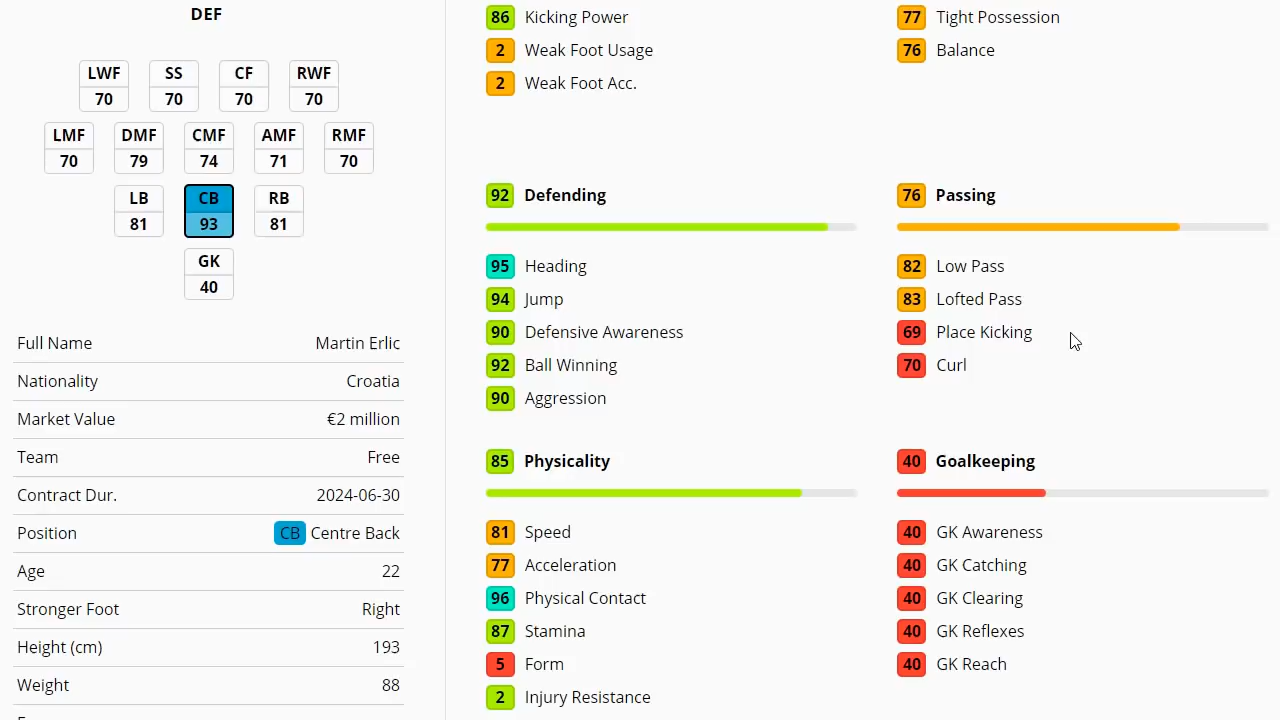 DEF
LWF SS CF RWF
70 70 70 70
LMF DMF CMF AMF RMF
70 79 74 71 70
LB CB RB
81 93 81
GK
40
Full Name Martin Erlic
Nationality Croatia
Market Value €2 million
Team Free
Contract Dur. 2024-06-30
Position CB Centre Back
Age 22
Stronger Foot Right
Height (cm) 193
Weight 88
86 Kicking Power
2 Weak Foot Usage
2 Weak Foot Acc.
77 Tight Possession
76 Balance
92 Defending
95 Heading
94 Jump
90 Defensive Awareness
92 Ball Winning
90 Aggression
76 Passing
82 Low Pass
83 Lofted Pass
69 Place Kicking
70 Curl
85 Physicality
81 Speed
77 Acceleration
96 Physical Contact
87 Stamina
5 Form
2 Injury Resistance
40 Goalkeeping
40 GK Awareness
40 GK Catching
40 GK Clearing
40 GK Reflexes
40 GK Reach